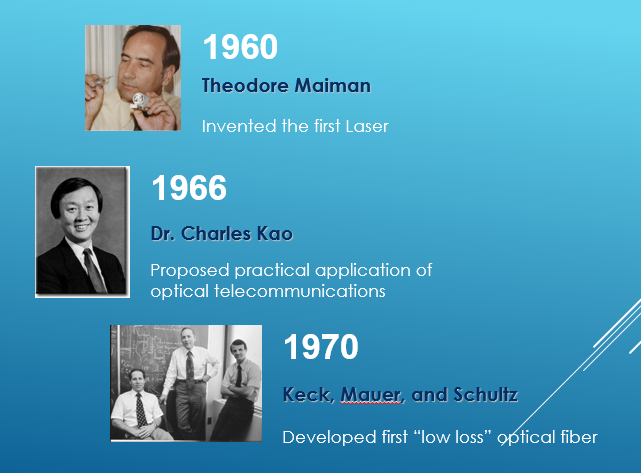 1960
Theodore Maiman
Invented the first Laser
1966
Dr. Charles Kao
Proposed practical application of
optical telecommunications
1970
Keck, Mauer, and Schultz
Developed first “low loss” optical fiber